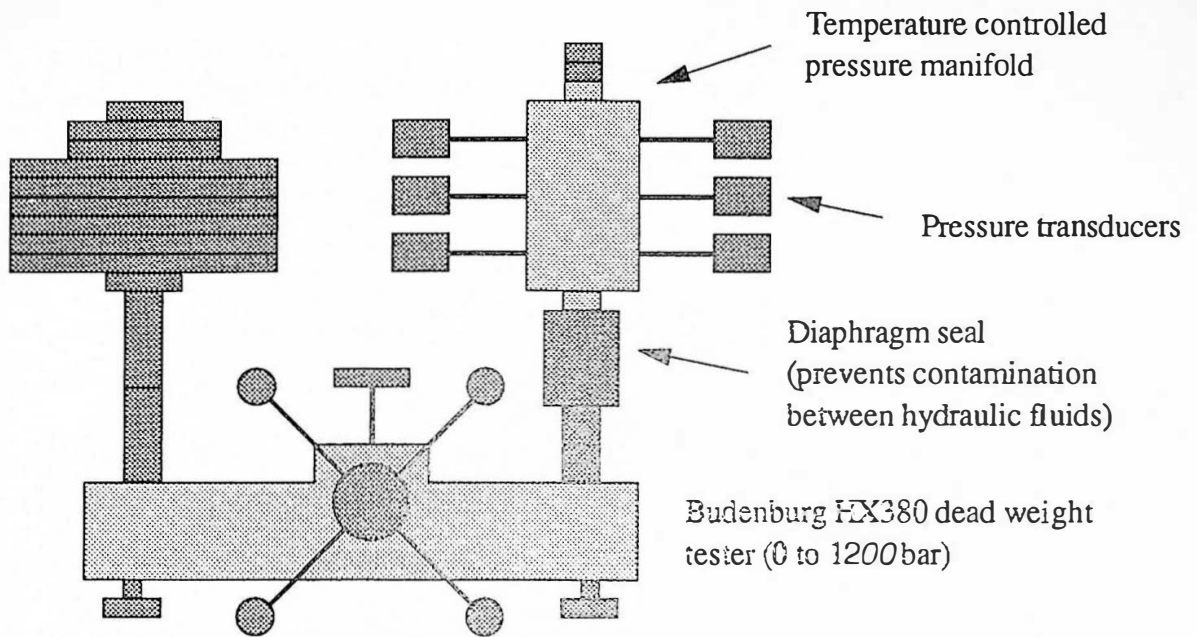 Temperature controlled
pressure manifold
Pressure transducers
Diaphragm seal
(prevents contamination
between hydraulic fluids)
Budenburg HX380 dead weight
tester (0 to 1200 bar)